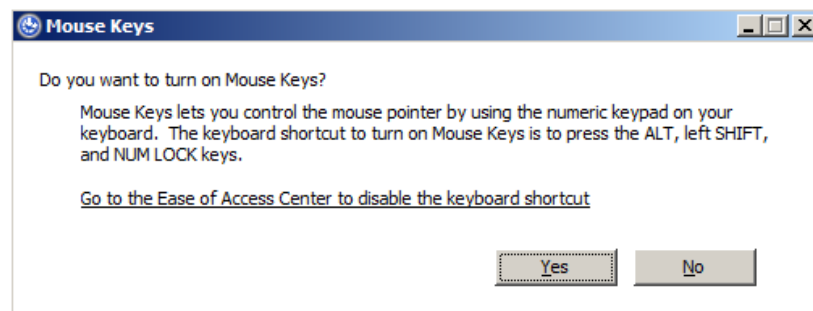 Mouse Keys
Do you want to turn on Mouse Keys?
Mouse Keys lets you control the mouse pointer by using the numeric keypad on your
keyboard.  The keyboard shortcut to turn on Mouse Keys is to press the ALT, left SHIFT,
and NUM LOCK keys.
Go to the Ease of Access Center to disable the keyboard shortcut
Yes No